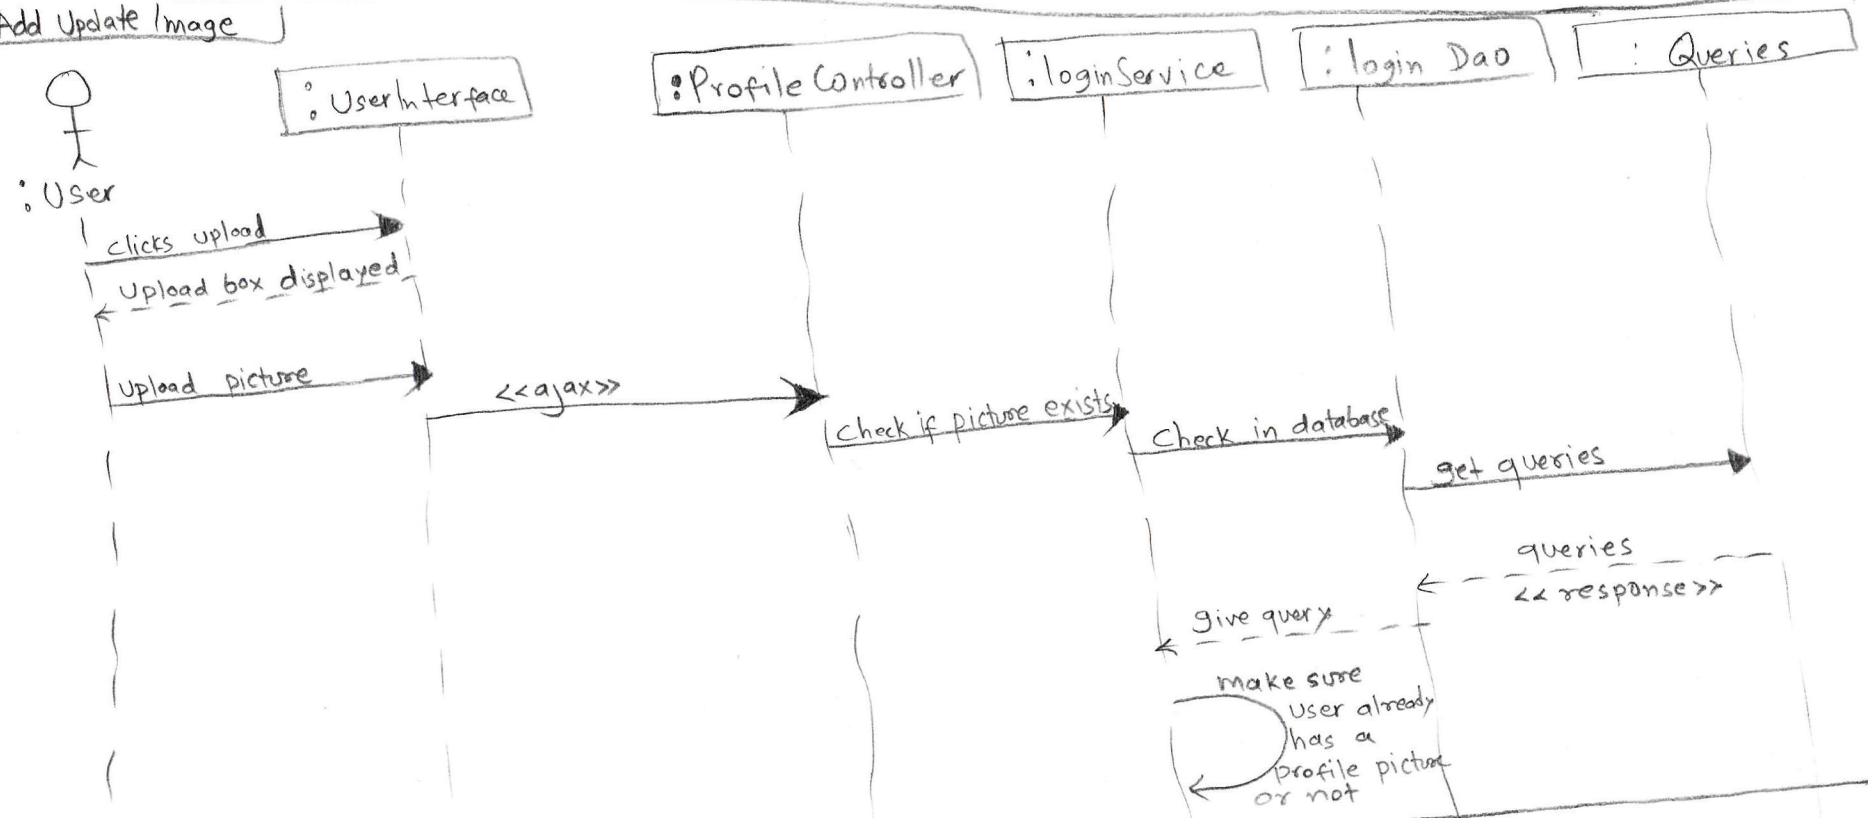 Add Update Image
:UserInterface
:ProfileController
:loginService
:login Dao
: Queries
:User
clicks upload
Upload box displayed
Upload picture
<<ajax>>
Check if picture exists
Check in database
get queries
queries
<<response>>
give query
make sure
user already
has a
profile picture
or not